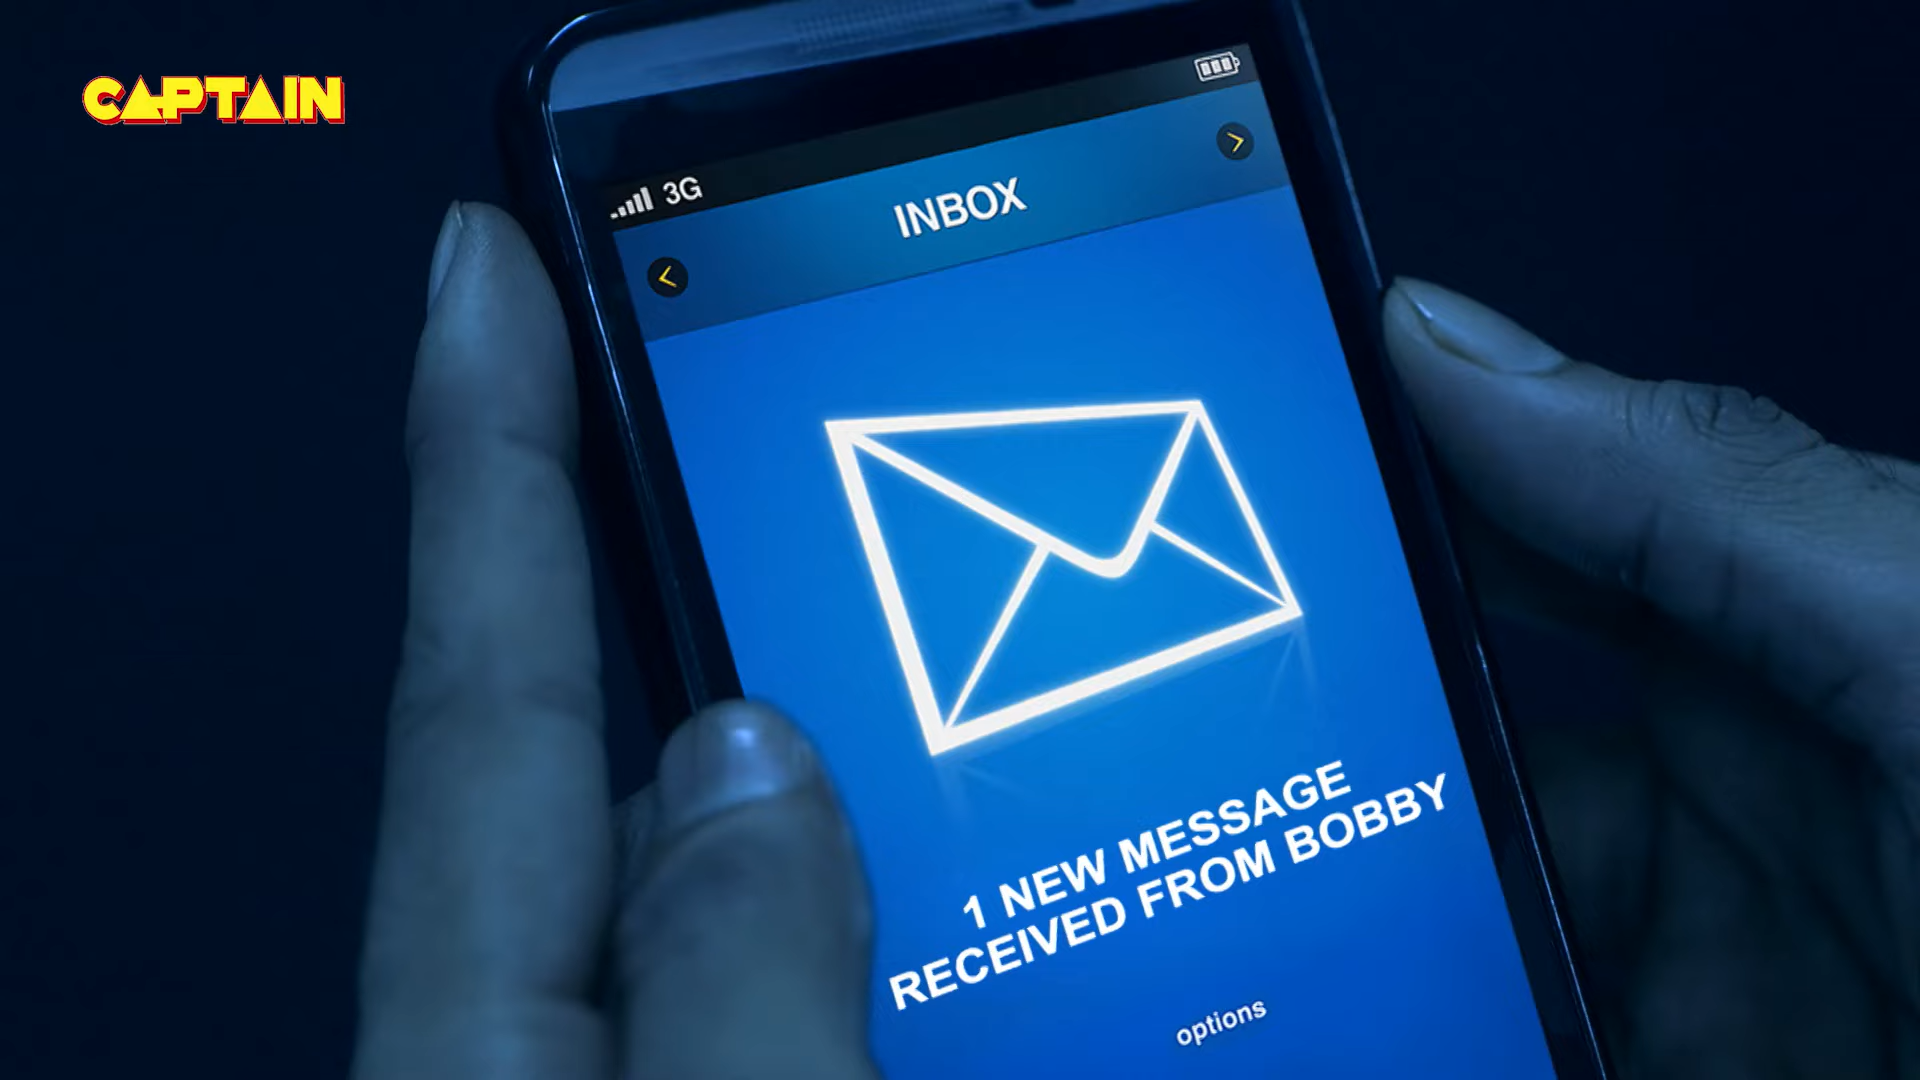 CAPTAIN
3G
INBOX
1 NEW MESSAGE
RECEIVED FROM BOBBY
options